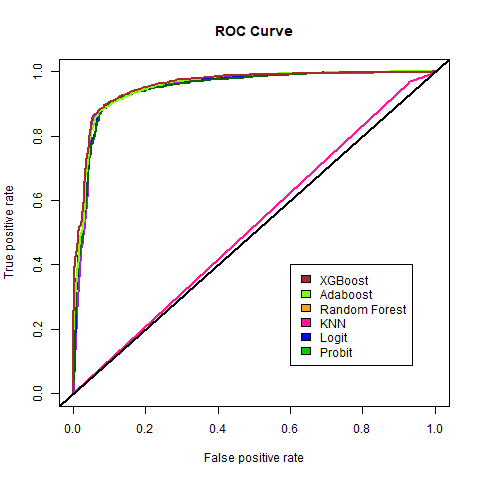 ROC Curve
True positive rate
1.0
0.8
0.6
0.4
0.2
0.0
XGBoost
Adaboost
Random Forest
KNN
Logit
Probit
0.0 0.2 0.4 0.6 0.8 1.0
False positive rate